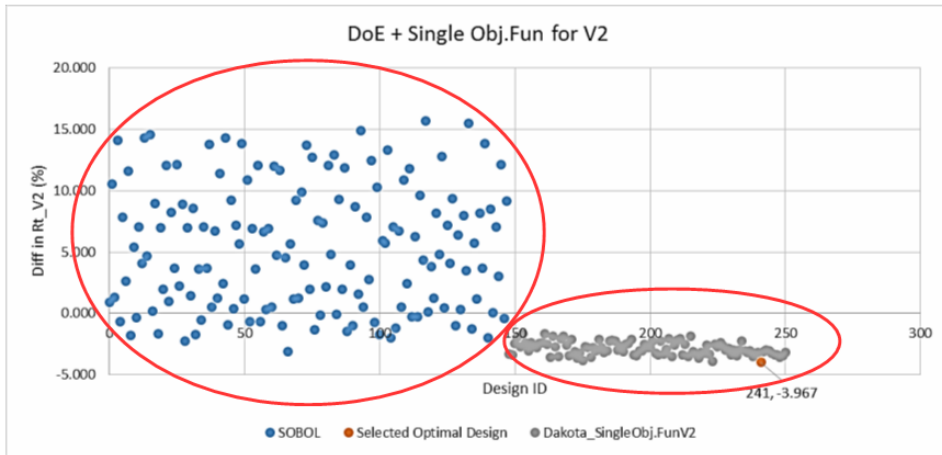 DoE + Single Obj.Fun for V2
20.000
15.000
10.000
5.000
0.000
-5.000
Diff in Rt_V2 (%)
0 50 100 150 200 250 300
Design ID
241, -3.967
SOBOL Selected Optimal Design Dakota_SingleObj.FunV2